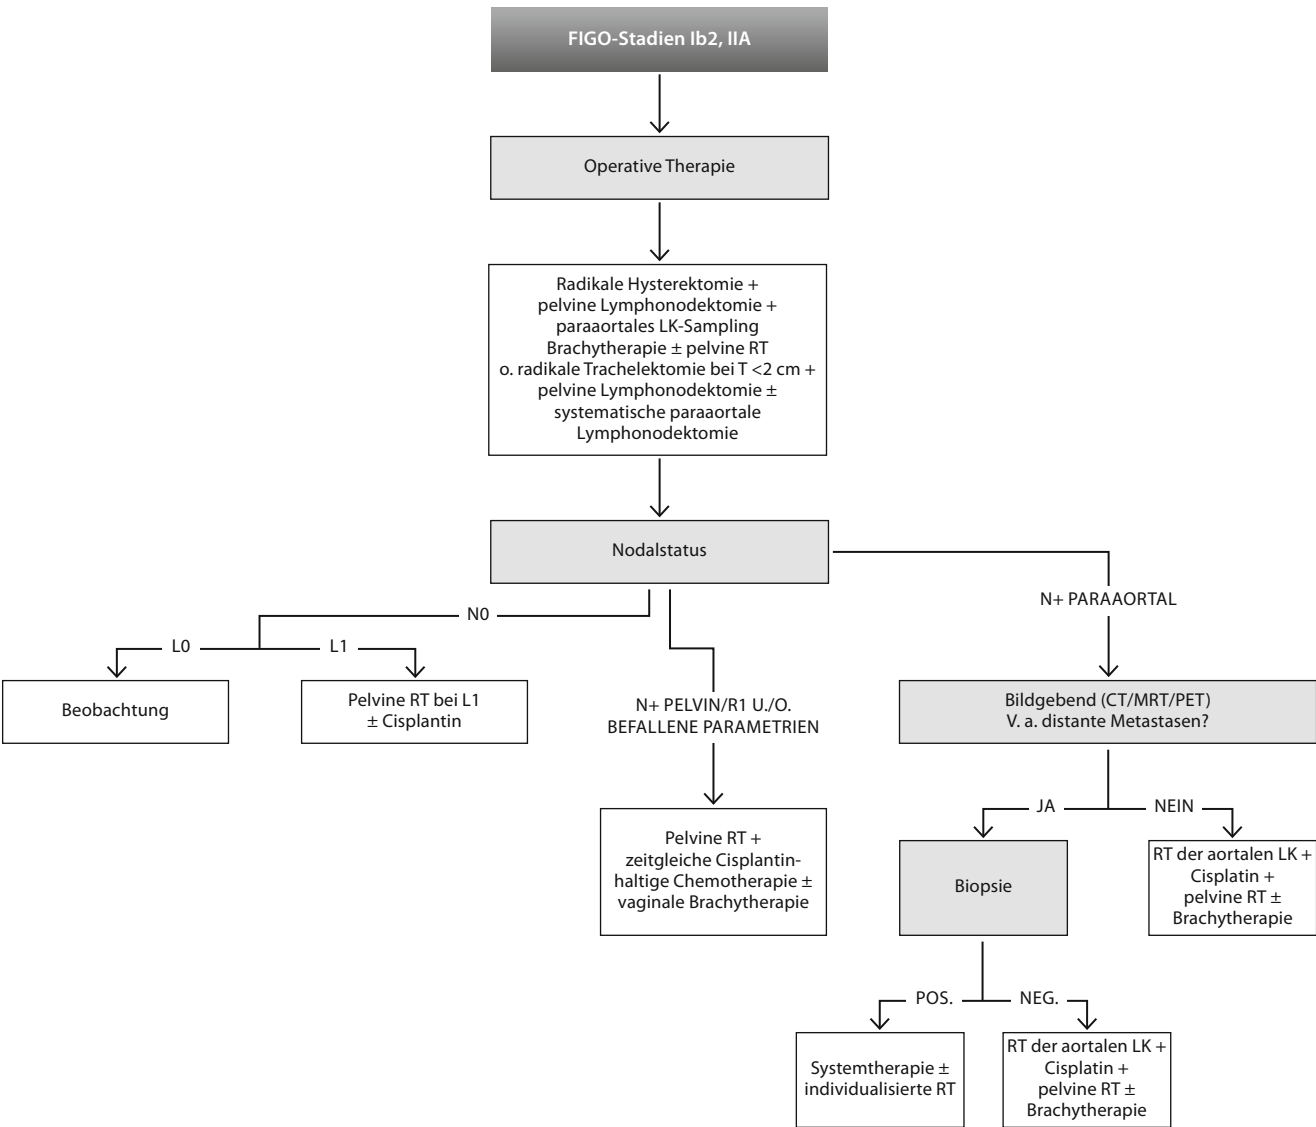 FIGO-Stadien Ib2, IIA
Operative Therapie
Radikale Hysterektomie +
pelvine Lymphonodektomie +
paraaortales LK-Sampling
Brachytherapie ± pelvine RT
o. radikale Trachelektomie bei T <2 cm +
pelvine Lymphonodektomie ±
systematische paraaortale
Lymphonodektomie
Nodalstatus
N0
N+ PARAAORTAL
L0
L1
Beobachtung
Pelvine RT bei L1
± Cisplantin
N+ PELVIN/R1 U./O.
BEFALLENE PARAMETRIEN
Bildgebend (CT/MRT/PET)
V. a. distante Metastasen?
Pelvine RT +
zeitgleiche Cisplantin-
haltige Chemotherapie ±
vaginale Brachytherapie
JA
NEIN
Biopsie
RT der aortalen LK +
Cisplatin +
pelvine RT ±
Brachytherapie
POS.
NEG.
Systemtherapie ±
individualisierte RT
RT der aortalen LK +
Cisplatin +
pelvine RT ±
Brachytherapie